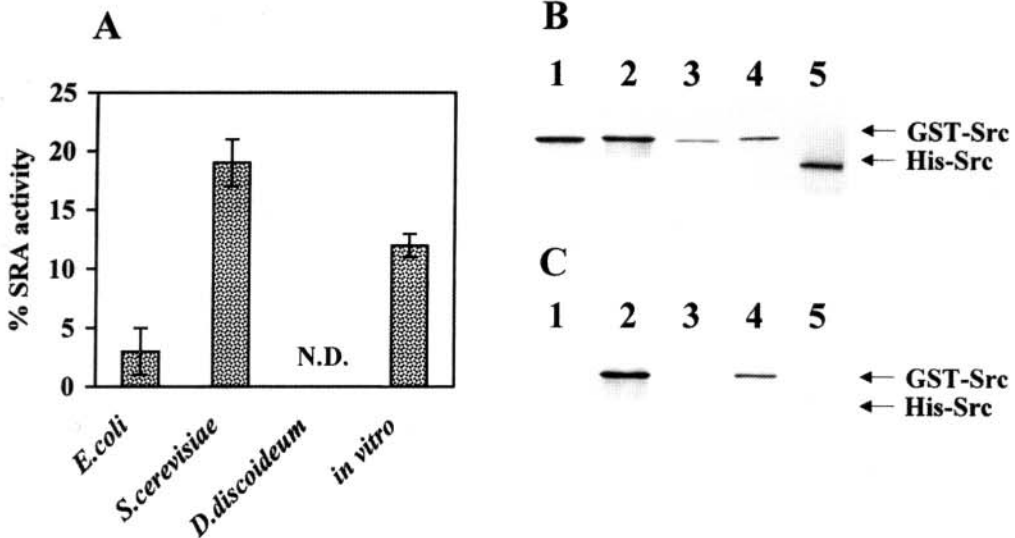 A
% SRA activity
25
20
15
10
5
0
N.D.
E.coli
S.cerevisiae
D.discoideum
in vitro
B
1 2 3 4 5
GST-Src
His-Src
C
1 2 3 4 5
GST-Src
His-Src